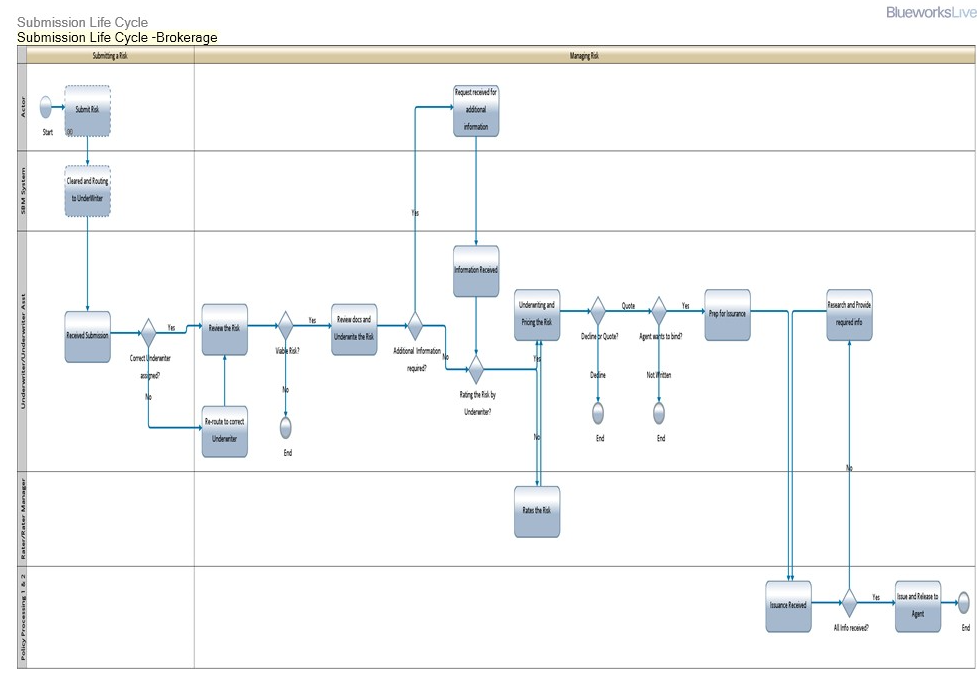 BlueworksLive
Submission Life Cycle
Submission Life Cycle -Brokerage
Submitting a Risk
Managing Risk
Actor
Start
Submit Risk
Request received for
additional
information
SBM System
Cleared and Routing
to UnderWriter
Yes
Underwriter/Underwriter Asst
Received Submission
Correct Underwriter
assigned?
Yes
No
Review the Risk
Re-route to correct
Underwriter
Viable Risk?
Yes
No
End
Review docs and
Underwrite the Risk
Additional Information
required?
No
Information Received
Rating the Risk by
Underwriter?
Yes
No
Underwriting and
Pricing the Risk
Decline or Quote?
Quote
Decline
End
Agent wants to bind?
Yes
Not Written
End
Prep for Issurance
Research and Provide
required info
No
Rater/Rater Manager
Rates the Risk
Policy Processing 1 & 2
Issuance Received
All Info received?
Yes
Issue and Release to
Agent
End